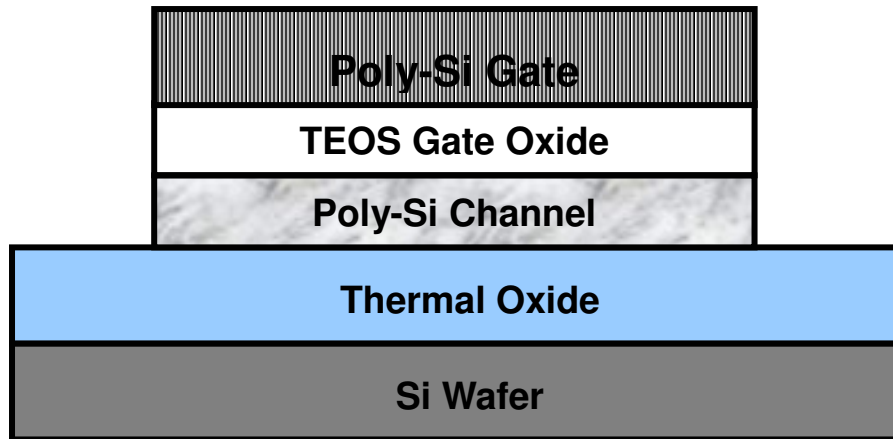 Poly-Si Gate
TEOS Gate Oxide
Poly-Si Channel
Thermal Oxide
Si Wafer